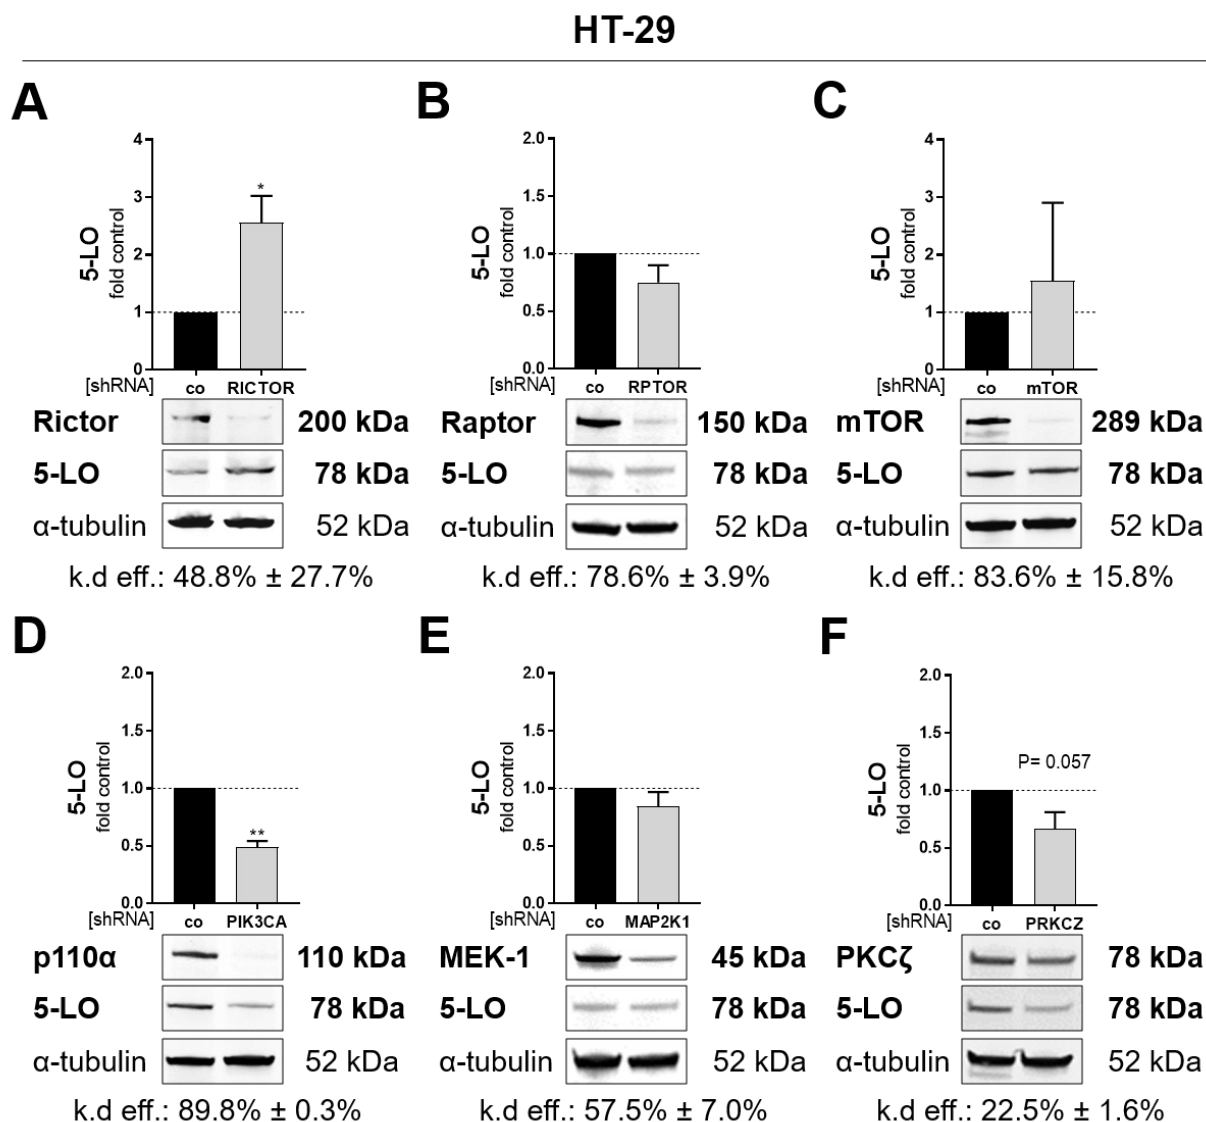 HT-29
A
4
3
2
1
0
5-LO
fold control
*
[shRNA] co RICTOR
Rictor 200 kDa
5-LO 78 kDa
α-tubulin 52 kDa
k.d eff.: 48.8% ± 27.7%
B
2.0
1.5
1.0
0.5
0.0
5-LO
fold control
[shRNA] co RPTOR
Raptor 150 kDa
5-LO 78 kDa
α-tubulin 52 kDa
k.d eff.: 78.6% ± 3.9%
C
4
3
2
1
0
5-LO
fold control
[shRNA] co mTOR
mTOR 289 kDa
5-LO 78 kDa
α-tubulin 52 kDa
k.d eff.: 83.6% ± 15.8%
D
2.0
1.5
1.0
0.5
0.0
5-LO
fold control
**
[shRNA] co PIK3CA
p110α 110 kDa
5-LO 78 kDa
α-tubulin 52 kDa
k.d eff.: 89.8% ± 0.3%
E
2.0
1.5
1.0
0.5
0.0
5-LO
fold control
[shRNA] co MAP2K1
MEK-1 45 kDa
5-LO 78 kDa
α-tubulin 52 kDa
k.d eff.: 57.5% ± 7.0%
F
2.0
1.5
1.0
0.5
0.0
5-LO
fold control
P= 0.057
[shRNA] co PRKCZ
PKCζ 78 kDa
5-LO 78 kDa
α-tubulin 52 kDa
k.d eff.: 22.5% ± 1.6%